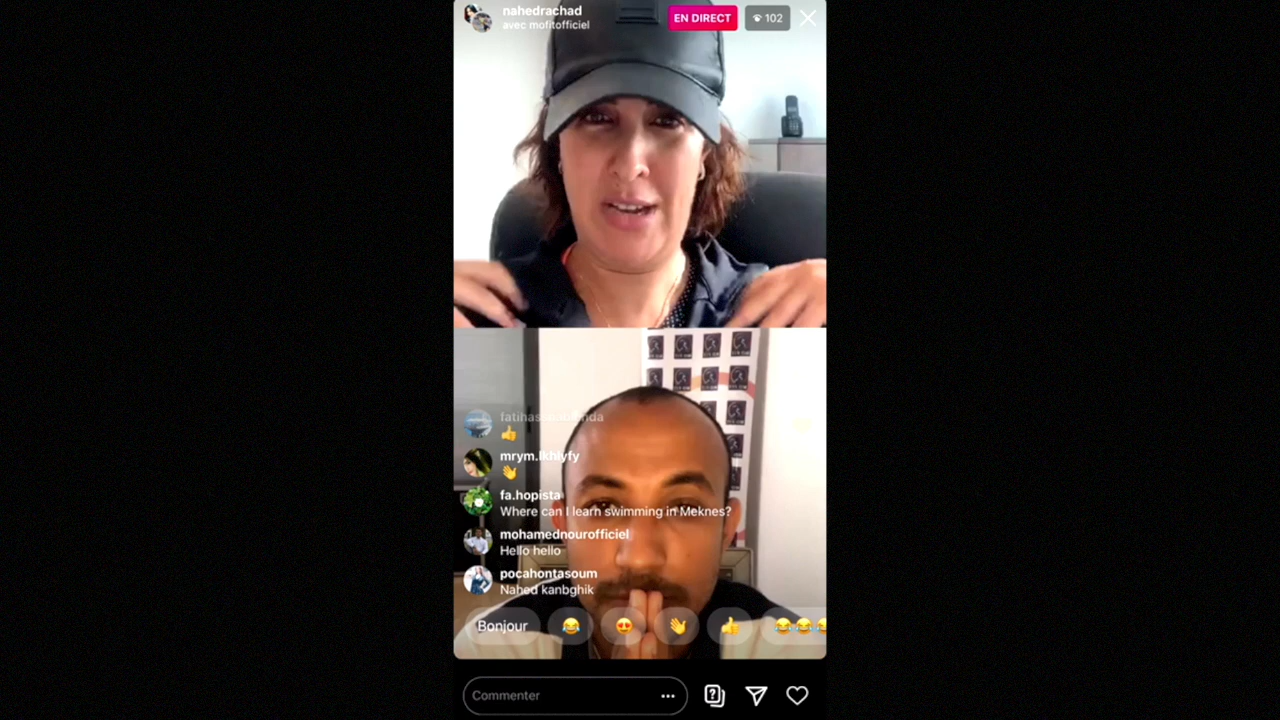 nahedrachad
avec mofitofficiel
EN DIRECT
102
mrym.lkhlyfy
fa.hopista
Where can I learn swimming in Meknes?
mohamednourofficiel
Hello hello
pocahontasoum
Nahed kanbghik
Bonjour
Commenter